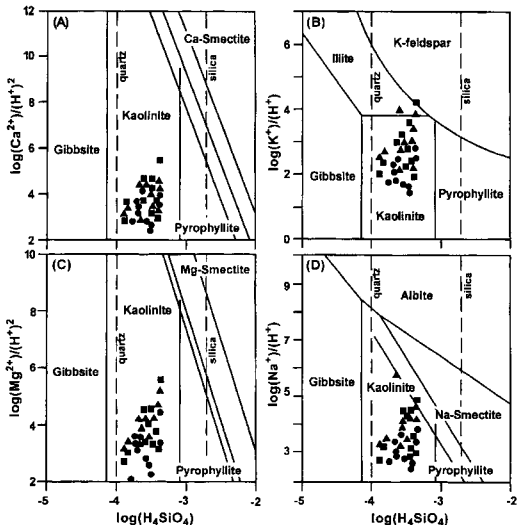 (A)
Ca-Smectite
quartz
silica
Kaolinite
Gibbsite
Pyrophyllite
12
10
8
6
4
2
log(Ca2+)/(H+)2
(B)
K-feldspar
Illite
quartz
silica
Gibbsite
Kaolinite
Pyrophyllite
6
4
2
0
log(K+)/(H+)
(C)
Mg-Smectite
Kaolinite
quartz
silica
Gibbsite
Pyrophyllite
10
8
6
4
2
log(Mg2+)/(H+)2
-5
-4
-3
-2
log(H4SiO4)
(D)
quartz
silica
Albite
Gibbsite
Kaolinite
Na-Smectite
Pyrophyllite
9
7
5
3
log(Na+)/(H+)
-5
-4
-3
-2
log(H4SiO4)